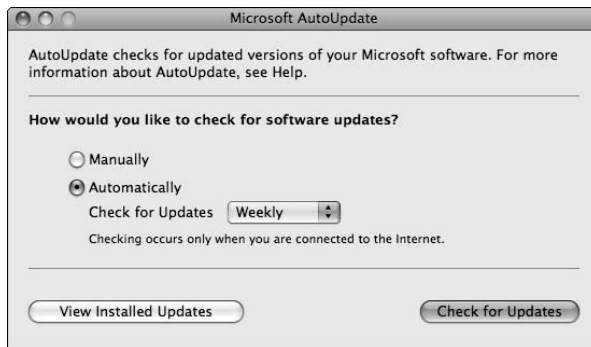 Microsoft AutoUpdate
AutoUpdate checks for updated versions of your Microsoft software. For more
information about AutoUpdate, see Help.
How would you like to check for software updates?
Manually
Automatically
Check for Updates Weekly
Checking occurs only when you are connected to the Internet.
View Installed Updates Check for Updates